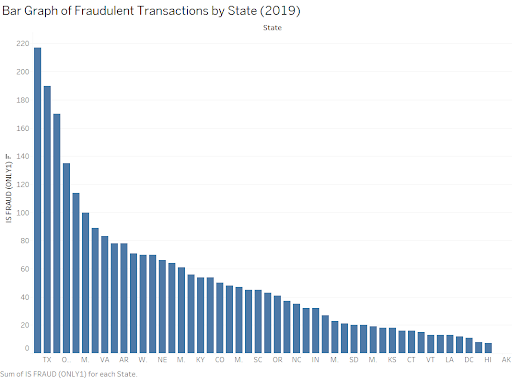 Bar Graph of Fraudulent Transactions by State (2019)
State
220
200
180
160
140
120
100
80
60
40
20
0
IS FRAUD (ONLY1)
TX O.. M. VA AR W. NE M. KY CO M. SC OR NC IN M. SD M. KS CT VT LA DC HI AK
Sum of IS FRAUD (ONLY1) for each State.